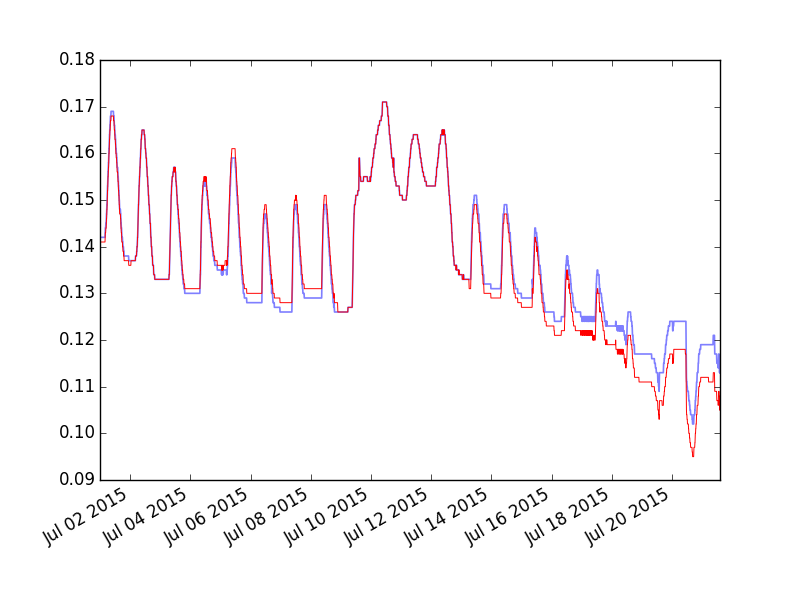 0.18
0.17
0.16
0.15
0.14
0.13
0.12
0.11
0.10
0.09
Jul 02 2015
Jul 04 2015
Jul 06 2015
Jul 08 2015
Jul 10 2015
Jul 12 2015
Jul 14 2015
Jul 16 2015
Jul 18 2015
Jul 20 2015